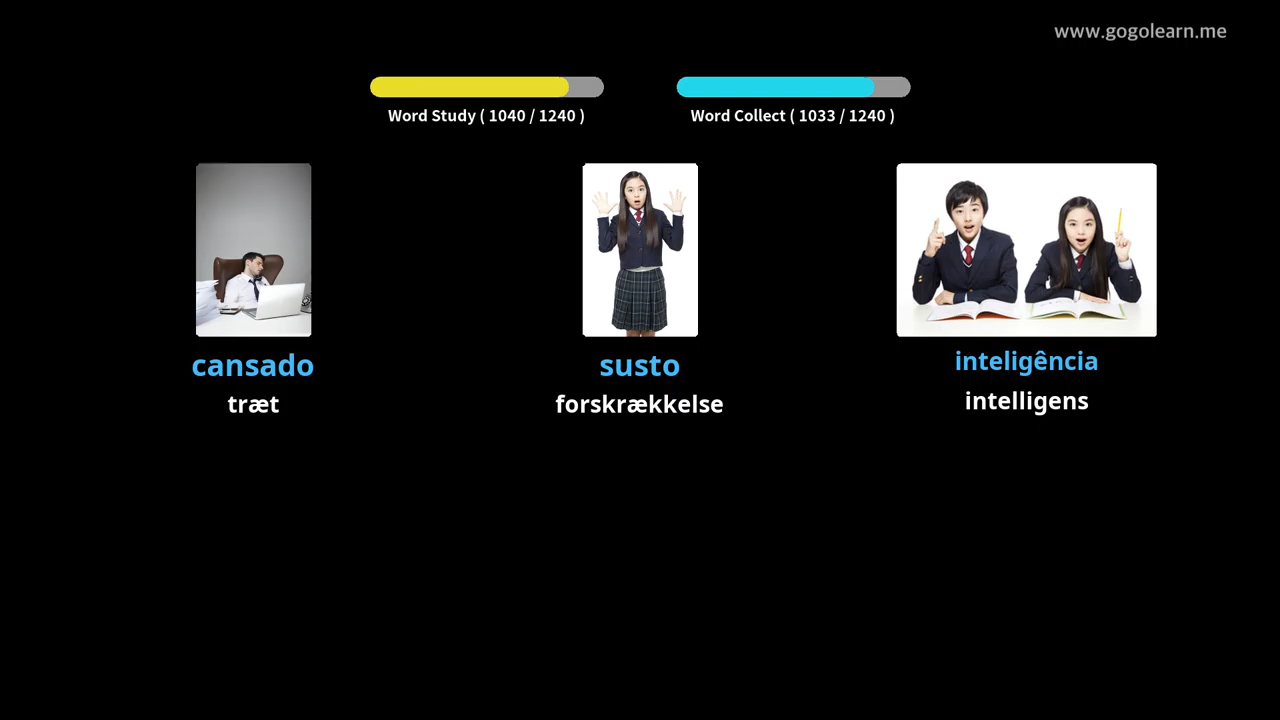 www.gogolearn.me
Word Study ( 1040 / 1240 )
Word Collect ( 1033 / 1240 )
cansado
træt
susto
forskrækkelse
inteligência
intelligens